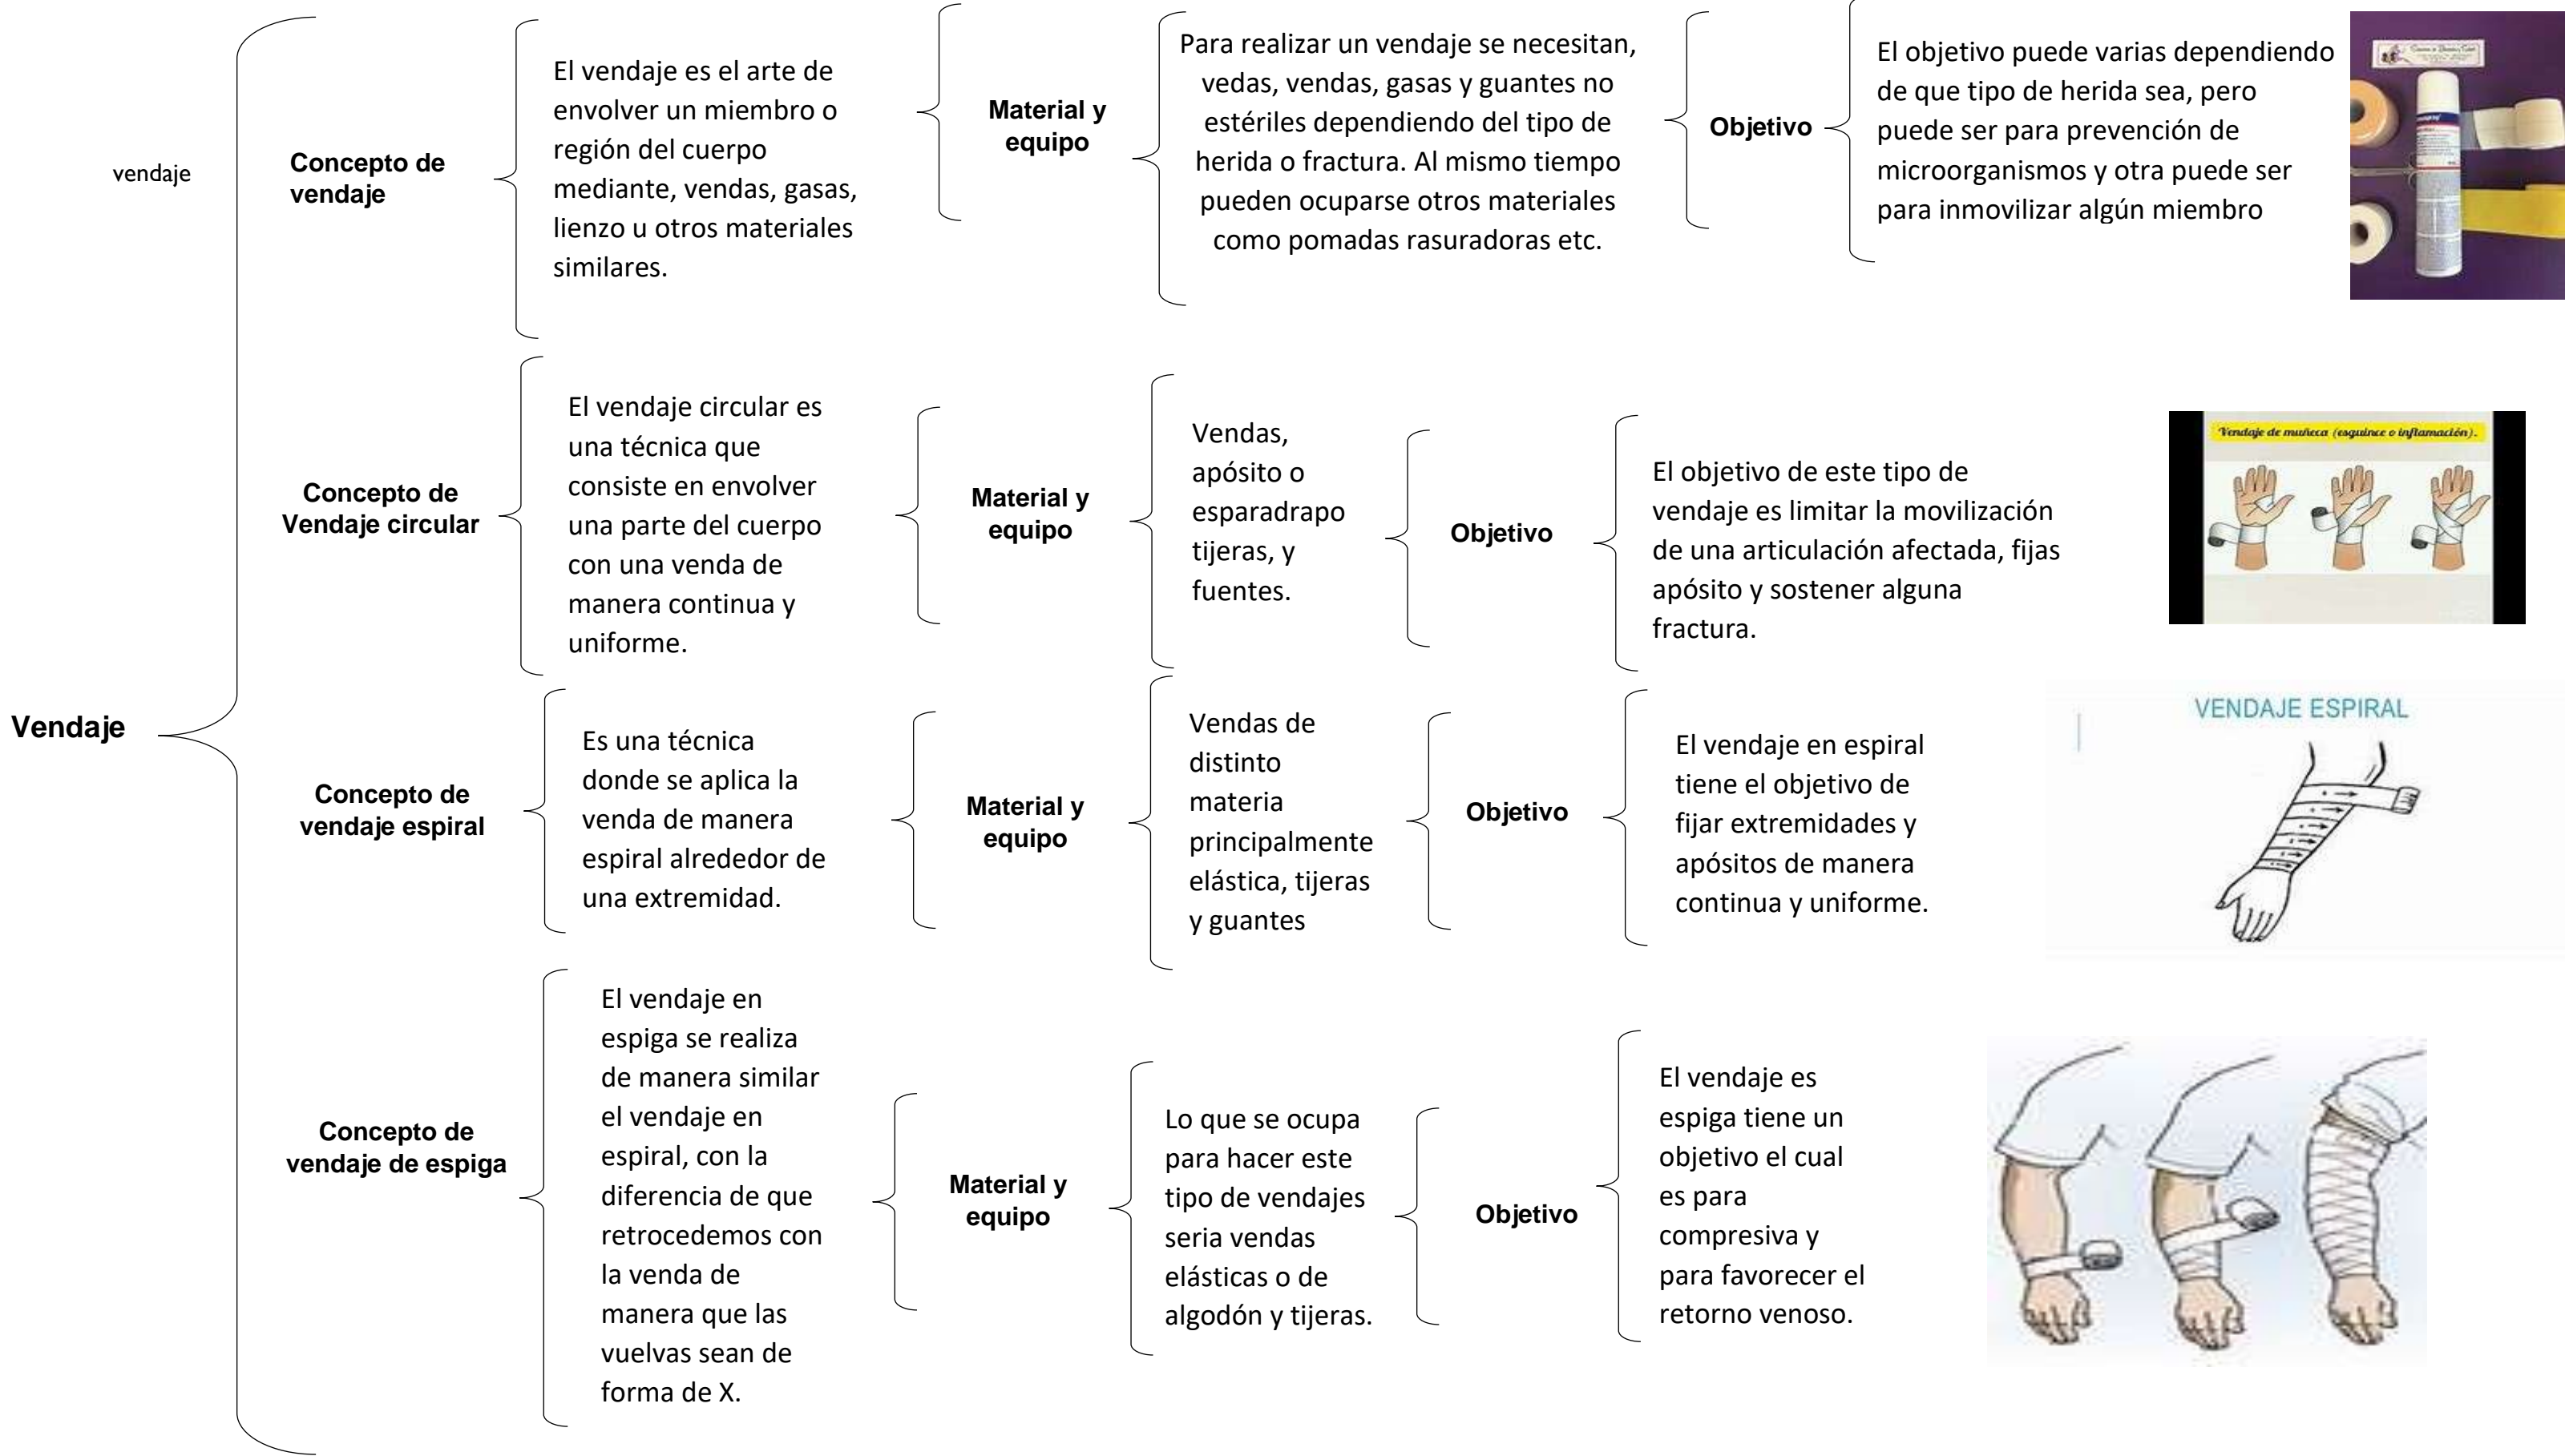 vendaje
Vendaje
Concepto de
vendaje
El vendaje es el arte de
envolver un miembro o
región del cuerpo
mediante, vendas, gasas,
lienzo u otros materiales
similares.
Material y
equipo
Para realizar un vendaje se necesitan,
vedas, vendas, gasas y guantes no
estériles dependiendo del tipo de
herida o fractura. Al mismo tiempo
pueden ocuparse otros materiales
como pomadas rasuradoras etc.
Objetivo
El objetivo puede varias dependiendo
de que tipo de herida sea, pero
puede ser para prevención de
microorganismos y otra puede ser
para inmovilizar algún miembro
Concepto de
Vendaje circular
El vendaje circular es
una técnica que
consiste en envolver
una parte del cuerpo
con una venda de
manera continua y
uniforme.
Material y
equipo
Vendas,
apósito o
esparadrapo
tijeras, y
fuentes.
Objetivo
El objetivo de este tipo de
vendaje es limitar la movilización
de una articulación afectada, fijas
apósito y sostener alguna
fractura.
Vendaje de muñeca (esguince o inflamación).
Concepto de
vendaje espiral
Es una técnica
donde se aplica la
venda de manera
espiral alrededor de
una extremidad.
Material y
equipo
Vendas de
distinto
materia
principalmente
elástica, tijeras
y guantes
Objetivo
El vendaje en espiral
tiene el objetivo de
fijar extremidades y
apósitos de manera
continua y uniforme.
VENDAJE ESPIRAL
Concepto de
vendaje de espiga
El vendaje en
espiga se realiza
de manera similar
el vendaje en
espiral, con la
diferencia de que
retrocedemos con
la venda de
manera que las
vuelvas sean de
forma de X.
Material y
equipo
Lo que se ocupa
para hacer este
tipo de vendajes
seria vendas
elásticas o de
algodón y tijeras.
Objetivo
El vendaje es
espiga tiene un
objetivo el cual
es para
compresiva y
para favorecer el
retorno venoso.